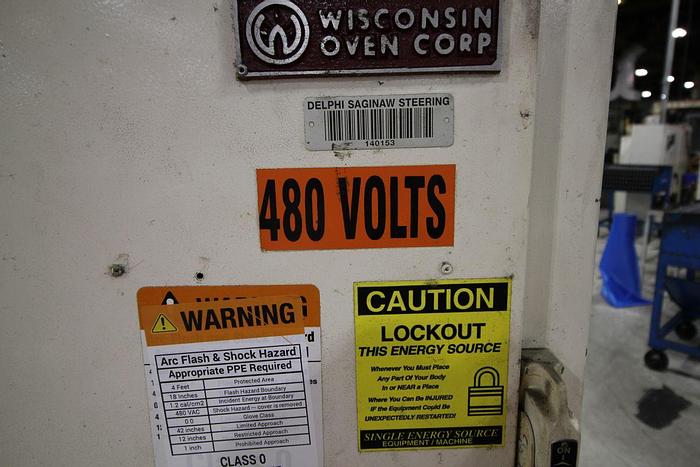 WISCONSIN
OVEN CORP
DELPHI SAGINAW STEERING
140153
480 VOLTS
WARNING
Arc Flash & Shock Hazard
Appropriate PPE Required
4 Feet Protected Area
18 Inches Flash Hazard Boundary
1.2 cal/cm2 Incident Energy at Boundary
480 VAC Shock Hazard — cover is removed
0 0 Glove Class
42 inches Limited Approach
12 inches Restricted Approach
1 inch Prohibited Approach
CLASS 0
CAUTION
LOCKOUT
THIS ENERGY SOURCE
Whenever You Must Place
Any Part Of Your Body
In or NEAR a Place
Where You Can Be INJURED
IF the Equipment Could Be
UNEXPECTEDLY RESTARTED!
SINGLE ENERGY SOURCE
EQUIPMENT / MACHINE
ON